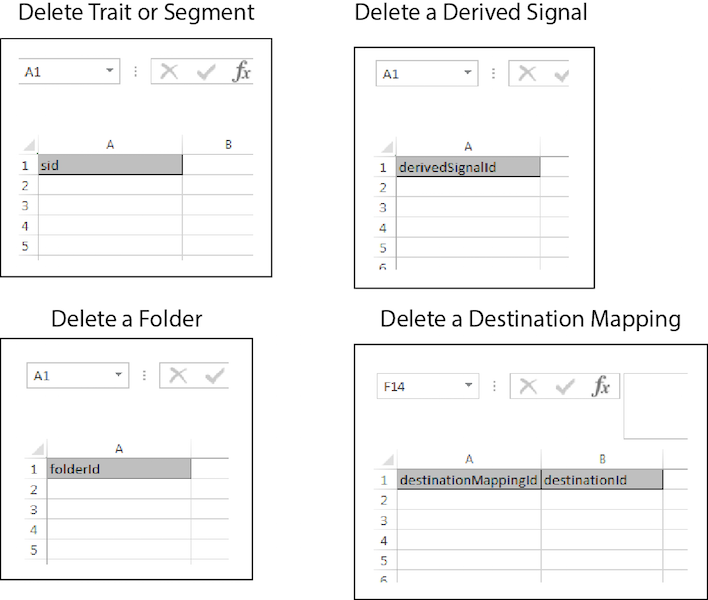 Delete Trait or Segment
A1
fx
A B
1 sid
2
3
4
5
Delete a Derived Signal
A1
A
1 derivedSignalId
2
3
4
5
6
Delete a Folder
A1
A
1 folderId
2
3
4
5
Delete a Destination Mapping
F14
fx
A B
1 destinationMappingId destinationId
2
3
4
5
6